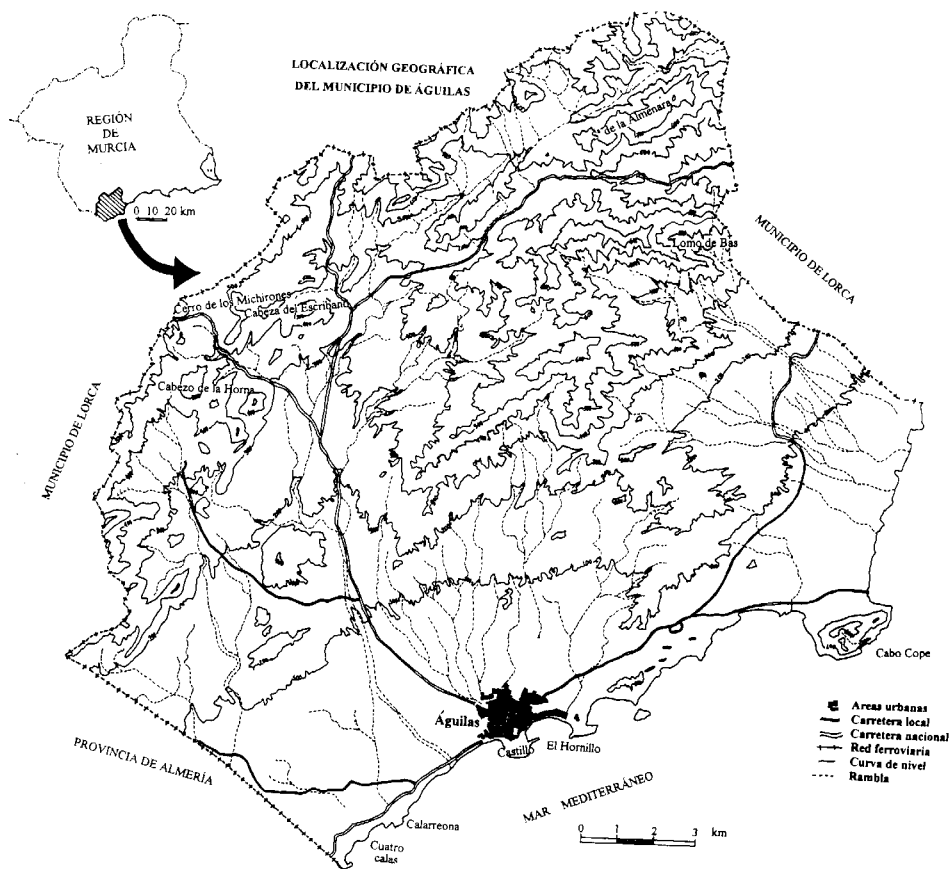 LOCALIZACIÓN GEOGRÁFICA
DEL MUNICIPIO DE ÁGUILAS
REGIÓN
DE
MURCIA
0 10 20 km
de la Almenara
Lomo de Bas
MUNICIPIO DE LORCA
Cerro de los Michirones
Cabeza del Escribano
Cabezo de la Horna
MUNICIPIO DE LORCA
Cabo Cope
Águilas
Castillo
El Hornillo
PROVINCIA DE ALMERÍA
MAR MEDITERRÁNEO
Calarreona
Cuatro
calas
Areas urbanas
Carretera local
Carretera nacional
Red ferroviaria
Curva de nivel
Rambla
0 1 2 3 km